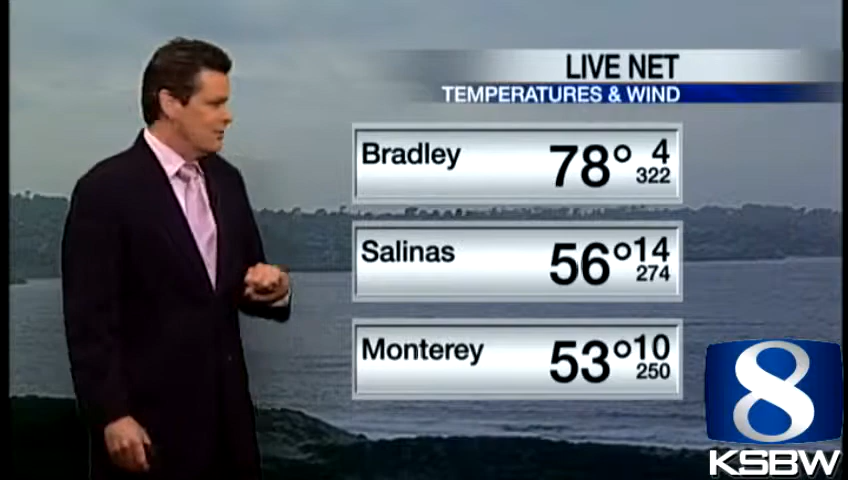 LIVE NET
TEMPERATURES & WIND
Bradley 78° 4
322
Salinas 56° 14
274
Monterey 53° 10
250
8
KSBW